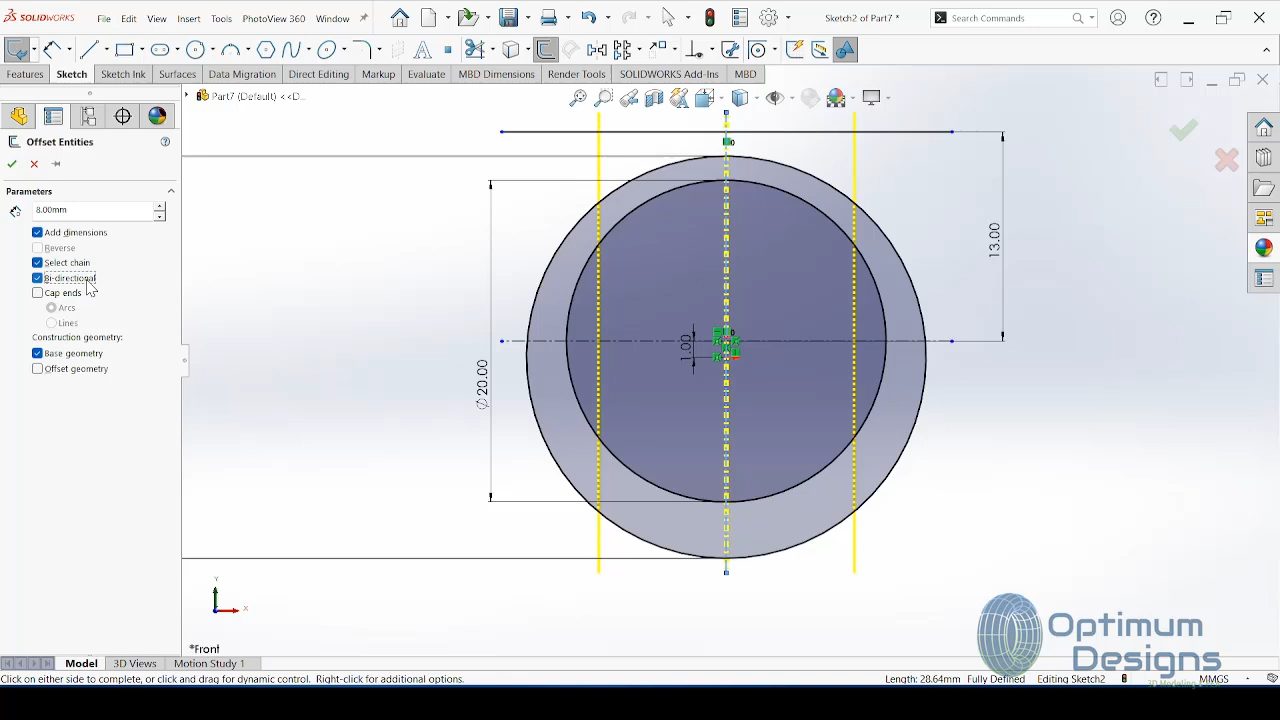 SOLIDWORKS
File
Edit
View
Insert
Tools
PhotoView 360
Window
Sketch2 of Part7 *
Search Commands
Features
Sketch
Sketch Ink
Surfaces
Data Migration
Direct Editing
Markup
Evaluate
MBD Dimensions
Render Tools
SOLIDWORKS Add-Ins
MBD
Part7 (Default) <<D...
Offset Entities
Parameters
8.00mm
Add dimensions
Reverse
Select chain
Bi-directional
Cap ends
Arcs
Lines
Construction geometry:
Base geometry
Offset geometry
13.00
1.00
∅ 20.00
Y
X
*Front
Optimum
Designs
Model
3D Views
Motion Study 1
Click on either side to complete, or click and drag for dynamic control. Right-click for additional options.
Length: 28.64mm
Fully Defined
Editing Sketch2
MMGS